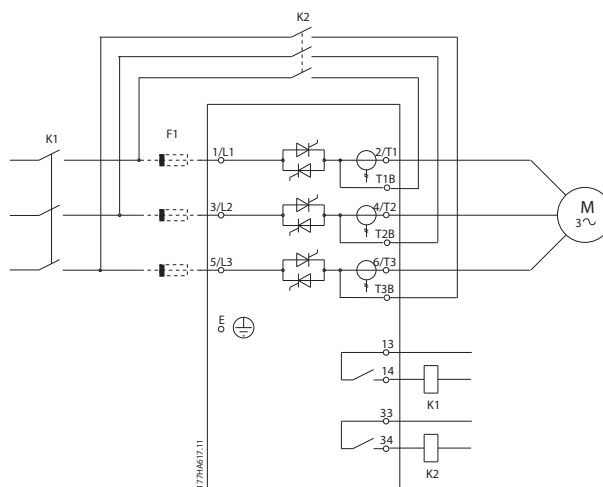 K2
K1
F1
1/L1
2/T1
T1B
3/L2
4/T2
T2B
M
3~
5/L3
6/T3
T3B
E
13
14
K1
33
34
K2
177HA617.11